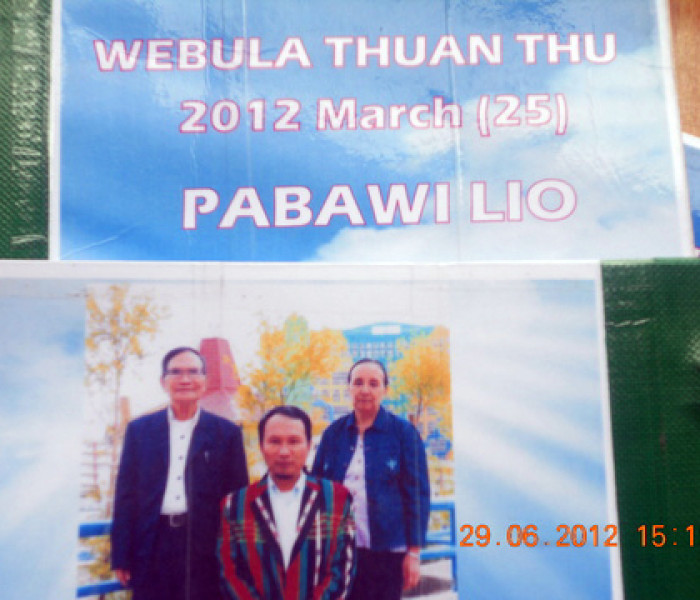 WEBULA THUAN THU
2012 March (25)
PABAWI LIO
29.06.2012 15:1